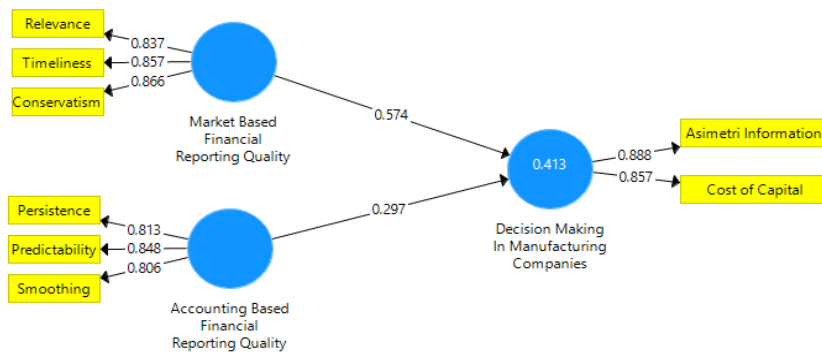 Relevance
0.837
Timeliness
0.857
0.866
Conservatism
Market Based
Financial
Reporting Quality
0.574
Asimetri Information
0.888
0.413
0.857
Cost of Capital
Decision Making
In Manufacturing
Companies
0.297
Persistence
0.813
Predictability
0.848
0.806
Smoothing
Accounting Based
Financial
Reporting Quality